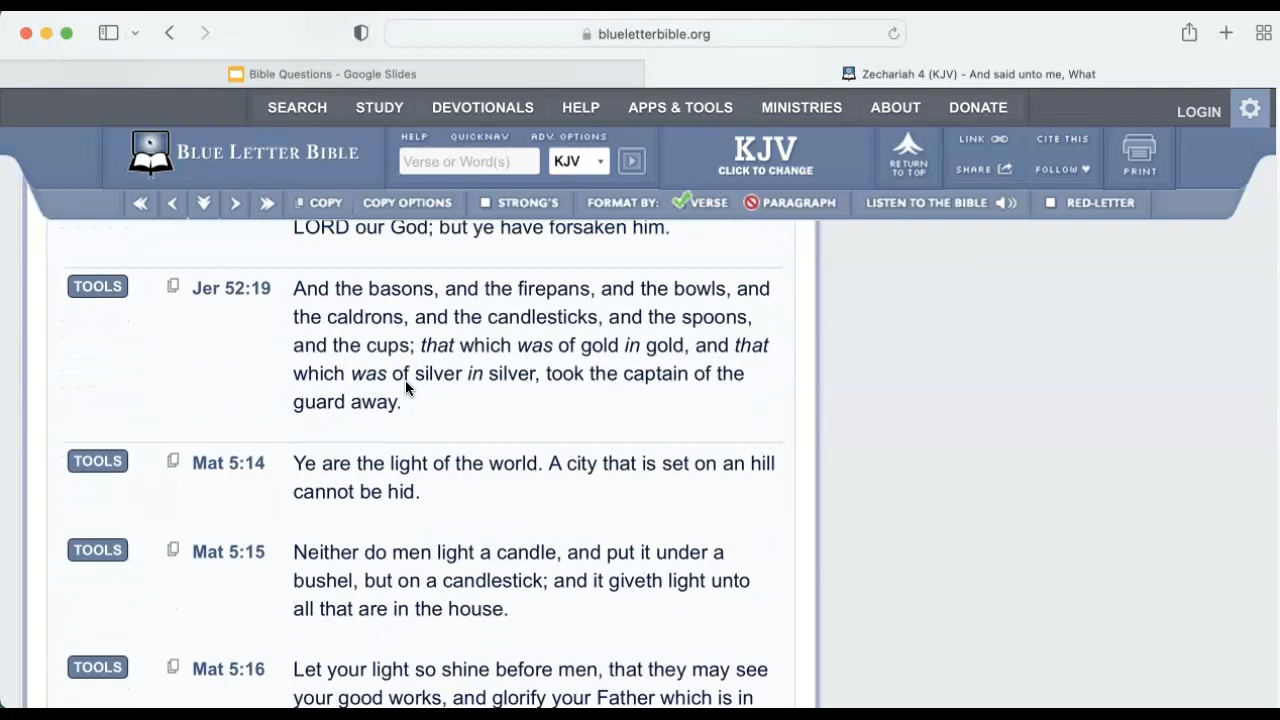 blueletterbible.org
Bible Questions - Google Slides
Zechariah 4 (KJV) - And said unto me, What
SEARCH STUDY DEVOTIONALS HELP APPS & TOOLS MINISTRIES ABOUT DONATE LOGIN
BLUE LETTER BIBLE
HELP QUICKNAV ADV. OPTIONS
Verse or Word(s) KJV
KJV
CLICK TO CHANGE
RETURN
TO TOP
LINK CITE THIS
SHARE FOLLOW
PRINT
COPY COPY OPTIONS STRONG'S FORMAT BY: VERSE PARAGRAPH LISTEN TO THE BIBLE RED-LETTER
LORD our God; but ye have forsaken him.
TOOLS Jer 52:19 And the basons, and the firepans, and the bowls, and
the caldrons, and the candlesticks, and the spoons,
and the cups; that which was of gold in gold, and that
which was of silver in silver, took the captain of the
guard away.
TOOLS Mat 5:14 Ye are the light of the world. A city that is set on an hill
cannot be hid.
TOOLS Mat 5:15 Neither do men light a candle, and put it under a
bushel, but on a candlestick; and it giveth light unto
all that are in the house.
TOOLS Mat 5:16 Let your light so shine before men, that they may see
your good works, and glorify your Father which is in